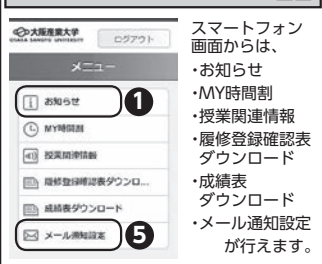 大阪産業大学
OSAKA SANGYO UNIVERSITY
ログアウト
メニュー
お知らせ
❶
MY時間割
授業関連情報
履修登録確認表ダウンロ...
成績表ダウンロード
メール通知設定
❺
スマートフォン
画面からは、
・お知らせ
・MY時間割
・授業関連情報
・履修登録確認表
ダウンロード
・成績表
ダウンロード
・メール通知設定
が行えます。